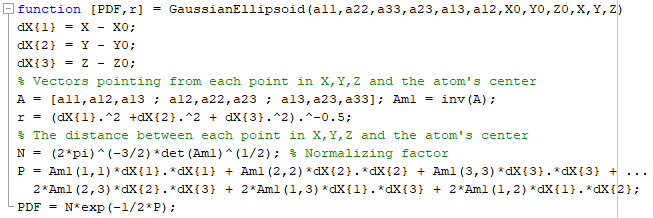 function [PDF,r] = GaussianEllipsoid(a11,a22,a33,a23,a13,a12,X0,Y0,Z0,X,Y,Z)
dX{1} = X - X0;
dX{2} = Y - Y0;
dX{3} = Z - Z0;
% Vectors pointing from each point in X,Y,Z and the atom's center
A = [a11,a12,a13 ; a12,a22,a23 ; a13,a23,a33]; Am1 = inv(A);
r = (dX{1}.^2 +dX{2}.^2 + dX{3}.^2).^-0.5;
% The distance between each point in X,Y,Z and the atom's center
N = (2*pi)^(-3/2)*det(Am1)^(1/2); % Normalizing factor
P = Am1(1,1)*dX{1}.*dX{1} + Am1(2,2)*dX{2}.*dX{2} + Am1(3,3)*dX{3}.*dX{3} + ...
2*Am1(2,3)*dX{2}.*dX{3} + 2*Am1(1,3)*dX{1}.*dX{3} + 2*Am1(1,2)*dX{1}.*dX{2};
PDF = N*exp(-1/2*P);